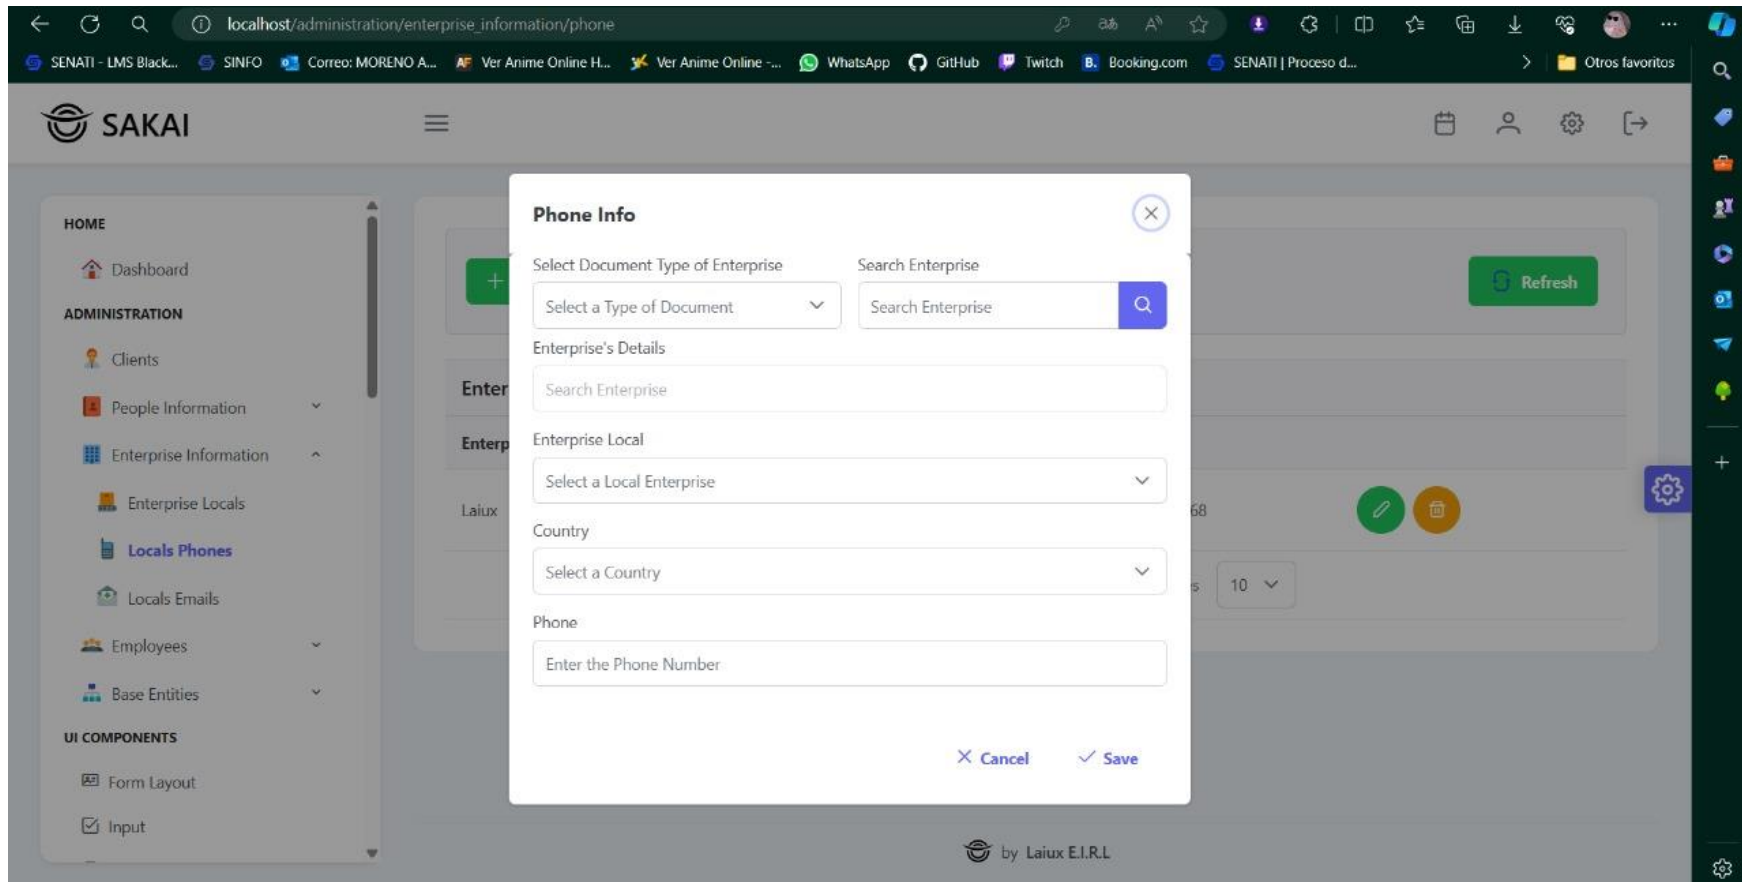 localhost/administration/enterprise_information/phone
SENATI - LMS Black... SINFO Correo: MORENO A... AF Ver Anime Online H... Ver Anime Online -... WhatsApp GitHub Twitch B. Booking.com SENATI | Proceso d... Otros favoritos
SAKAI
HOME
Dashboard
ADMINISTRATION
Clients
People Information
Enterprise Information
Enterprise Locals
Locals Phones
Locals Emails
Employees
Base Entities
UI COMPONENTS
Form Layout
Input
Refresh
Enter
Enterp
Laiux
68
s 10
Phone Info
Select Document Type of Enterprise Search Enterprise
Select a Type of Document Search Enterprise
Enterprise's Details
Search Enterprise
Enterprise Local
Select a Local Enterprise
Country
Select a Country
Phone
Enter the Phone Number
Cancel Save
by Laiux E.I.R.L